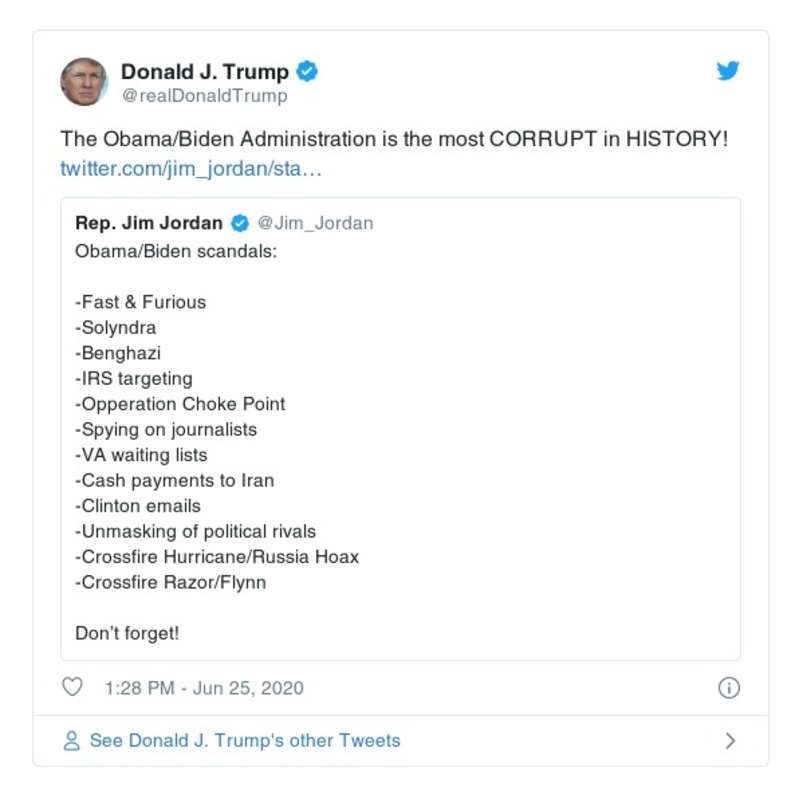 Donald J. Trump
@realDonaldTrump
The Obama/Biden Administration is the most CORRUPT in HISTORY!
twitter.com/jim_jordan/sta…
Rep. Jim Jordan @Jim_Jordan
Obama/Biden scandals:
-Fast & Furious
-Solyndra
-Benghazi
-IRS targeting
-Opperation Choke Point
-Spying on journalists
-VA waiting lists
-Cash payments to Iran
-Clinton emails
-Unmasking of political rivals
-Crossfire Hurricane/Russia Hoax
-Crossfire Razor/Flynn
Don't forget!
1:28 PM - Jun 25, 2020
See Donald J. Trump's other Tweets